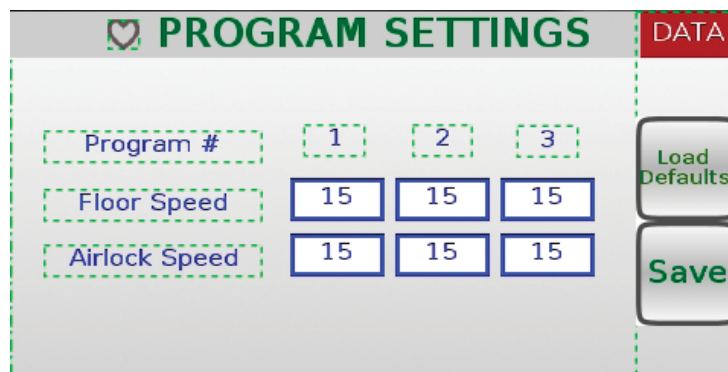 PROGRAM SETTINGS DATA
Program # 1 2 3
Load
Defaults
Floor Speed 15 15 15
Airlock Speed 15 15 15
Save